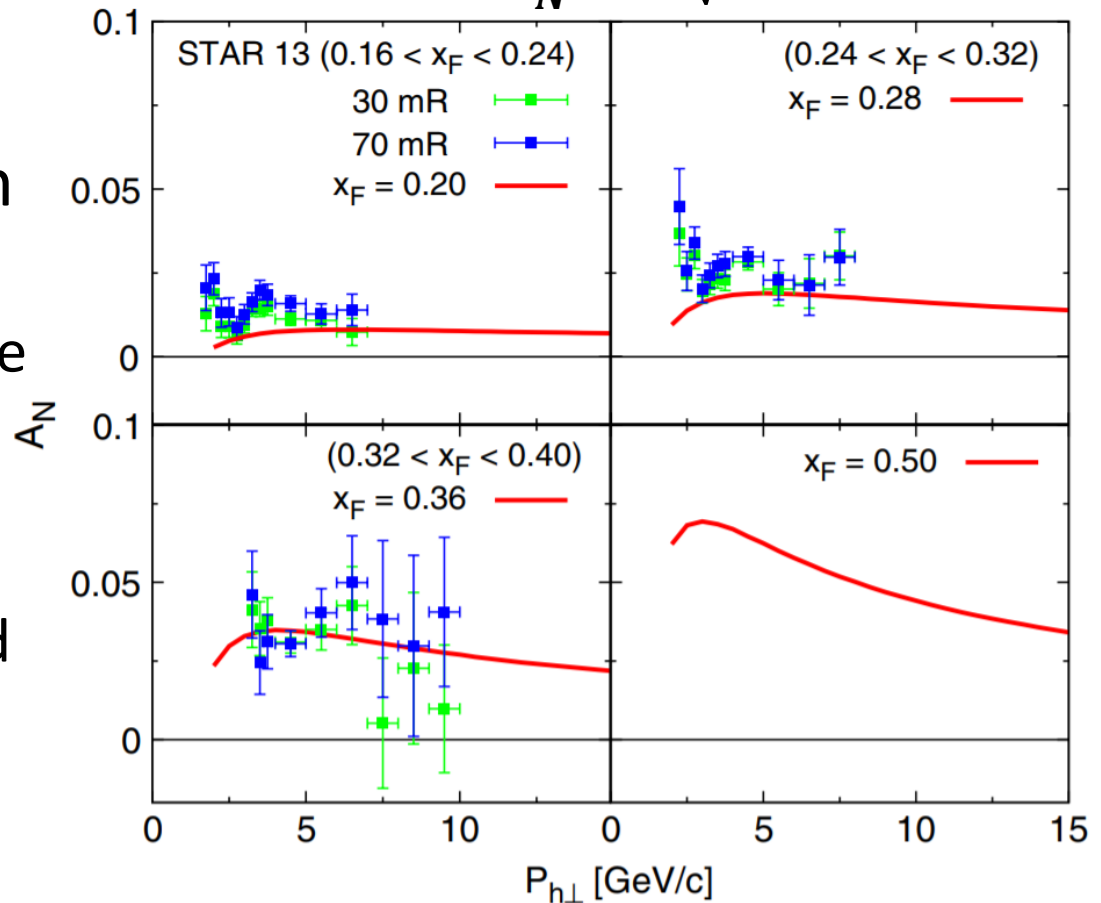 N
0.1
STAR 13 (0.16 < x_F < 0.24)
30 mR
70 mR
x_F = 0.20
(0.24 < x_F < 0.32)
x_F = 0.28
n
0.05
e
0
A_N
0.1
(0.32 < x_F < 0.40)
x_F = 0.36
x_F = 0.50
0.05
d
0
0 5 10 0 5 10 15
P_h⊥ [GeV/c]